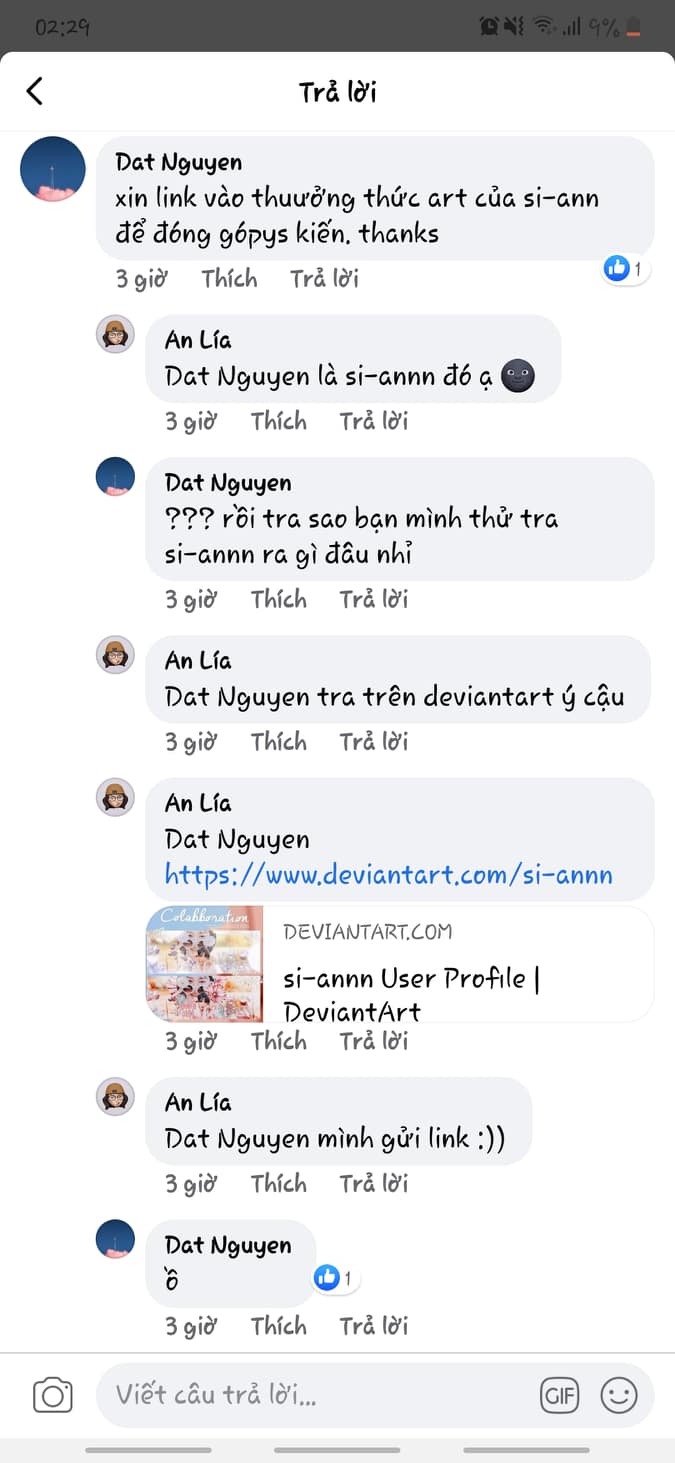 02:29
9%
Trả lời
Dat Nguyen
xin link vào thuưởng thức art của si-ann
để đóng gópys kiến. thanks
3 giờ Thích Trả lời
1
An Lía
Dat Nguyen là si-annn đó ạ
3 giờ Thích Trả lời
Dat Nguyen
??? rồi tra sao bạn mình thử tra
si-annn ra gì đâu nhỉ
3 giờ Thích Trả lời
An Lía
Dat Nguyen tra trên deviantart ý cậu
3 giờ Thích Trả lời
An Lía
Dat Nguyen
https://www.deviantart.com/si-annn
Colabboration
DEVIANTART.COM
si-annn User Profile |
DeviantArt
3 giờ Thích Trả lời
An Lía
Dat Nguyen mình gửi link :))
3 giờ Thích Trả lời
Dat Nguyen
ồ
1
3 giờ Thích Trả lời
Viết câu trả lời...
GIF